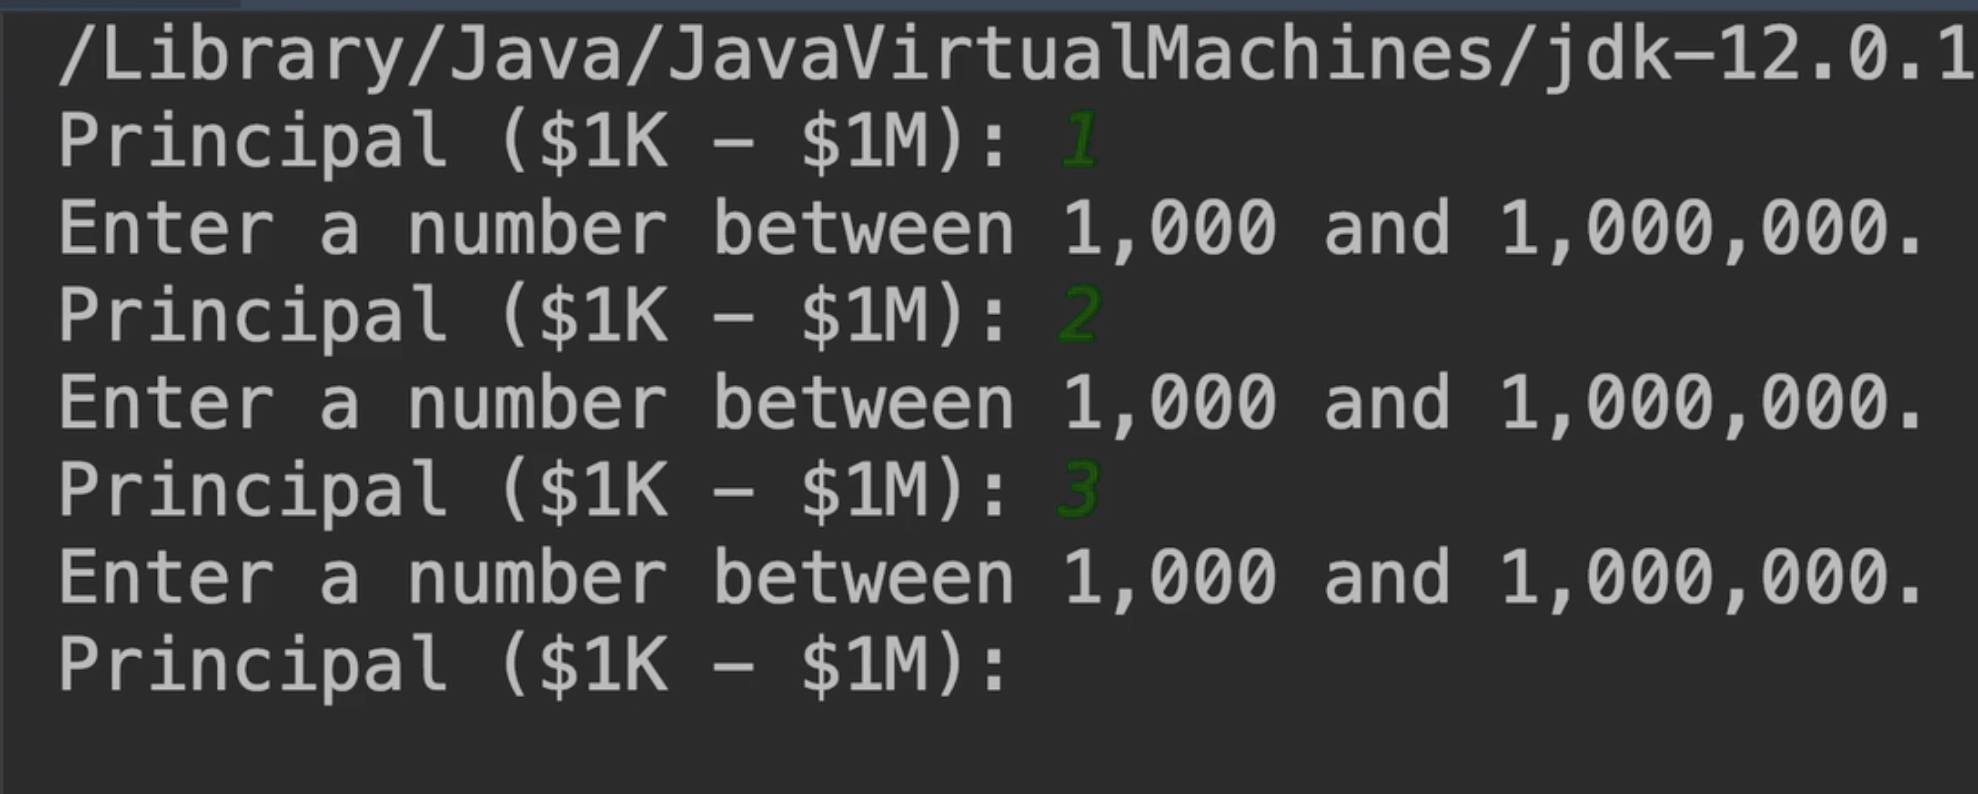 /Library/Java/JavaVirtualMachines/jdk-12.0.1
Principal ($1K - $1M): 1
Enter a number between 1,000 and 1,000,000.
Principal ($1K - $1M): 2
Enter a number between 1,000 and 1,000,000.
Principal ($1K - $1M): 3
Enter a number between 1,000 and 1,000,000.
Principal ($1K - $1M):